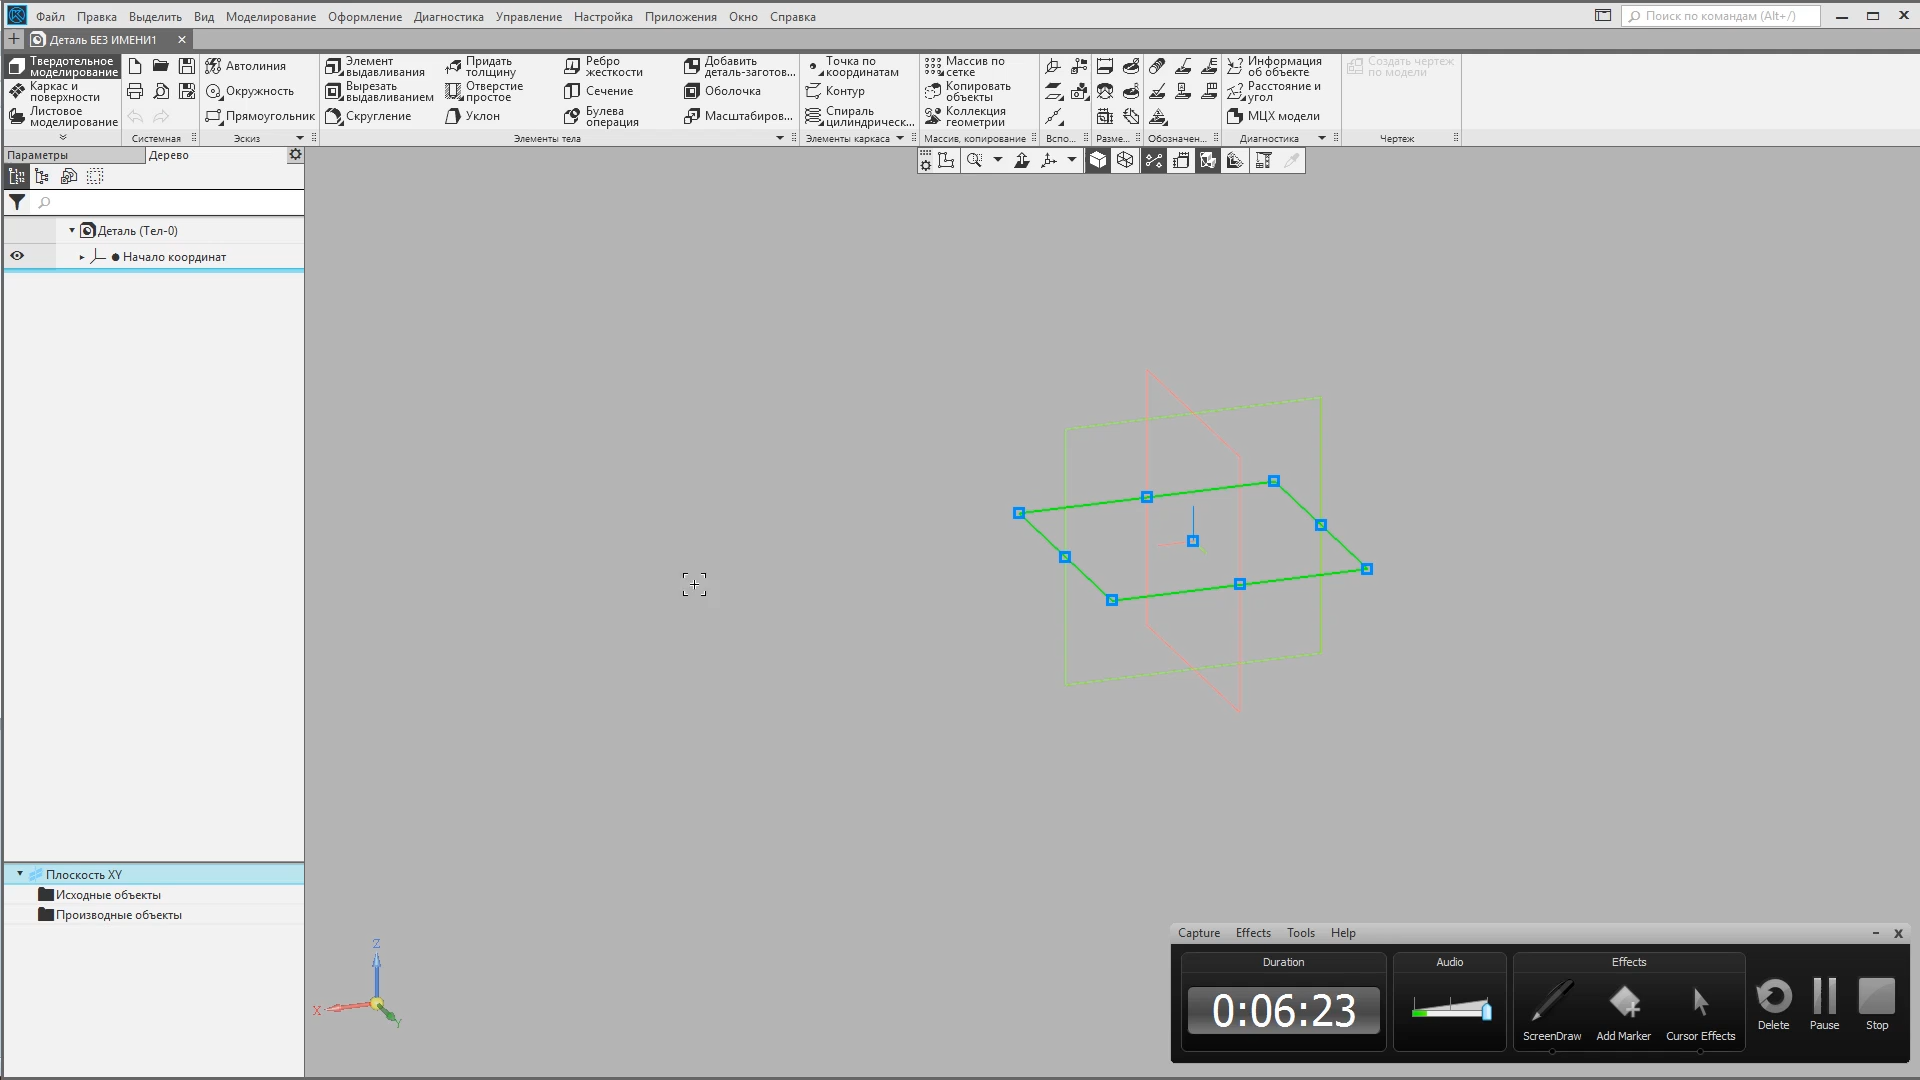 Файл Правка Выделить Вид Моделирование Оформление Диагностика Управление Настройка Приложения Окно Справка
Поиск по командам (Alt+/)
Деталь БЕЗ ИМЕНИ1
Твердотельное моделирование
Каркас и поверхности
Листовое моделирование
Системная
Автолиния
Окружность
Прямоугольник
Эскиз
Элемент выдавливания
Вырезать выдавливанием
Скругление
Придать толщину
Отверстие простое
Уклон
Ребро жесткости
Сечение
Булева операция
Добавить деталь-заготов...
Оболочка
Масштабиров...
Элементы тела
Точка по координатам
Контур
Спираль цилиндрическ...
Элементы каркаса
Массив по сетке
Копировать объекты
Коллекция геометрии
Массив, копирование
Вспо...
Разме...
Обозначен...
Информация об объекте
Расстояние и угол
МЦХ модели
Диагностика
Создать чертеж по модели
Чертеж
Параметры
Дерево
Деталь (Тел-0)
Начало координат
Плоскость XY
Исходные объекты
Производные объекты
Z
X
Y
Capture Effects Tools Help
Duration
0:06:23
Audio
Effects
ScreenDraw
Add Marker
Cursor Effects
Delete
Pause
Stop